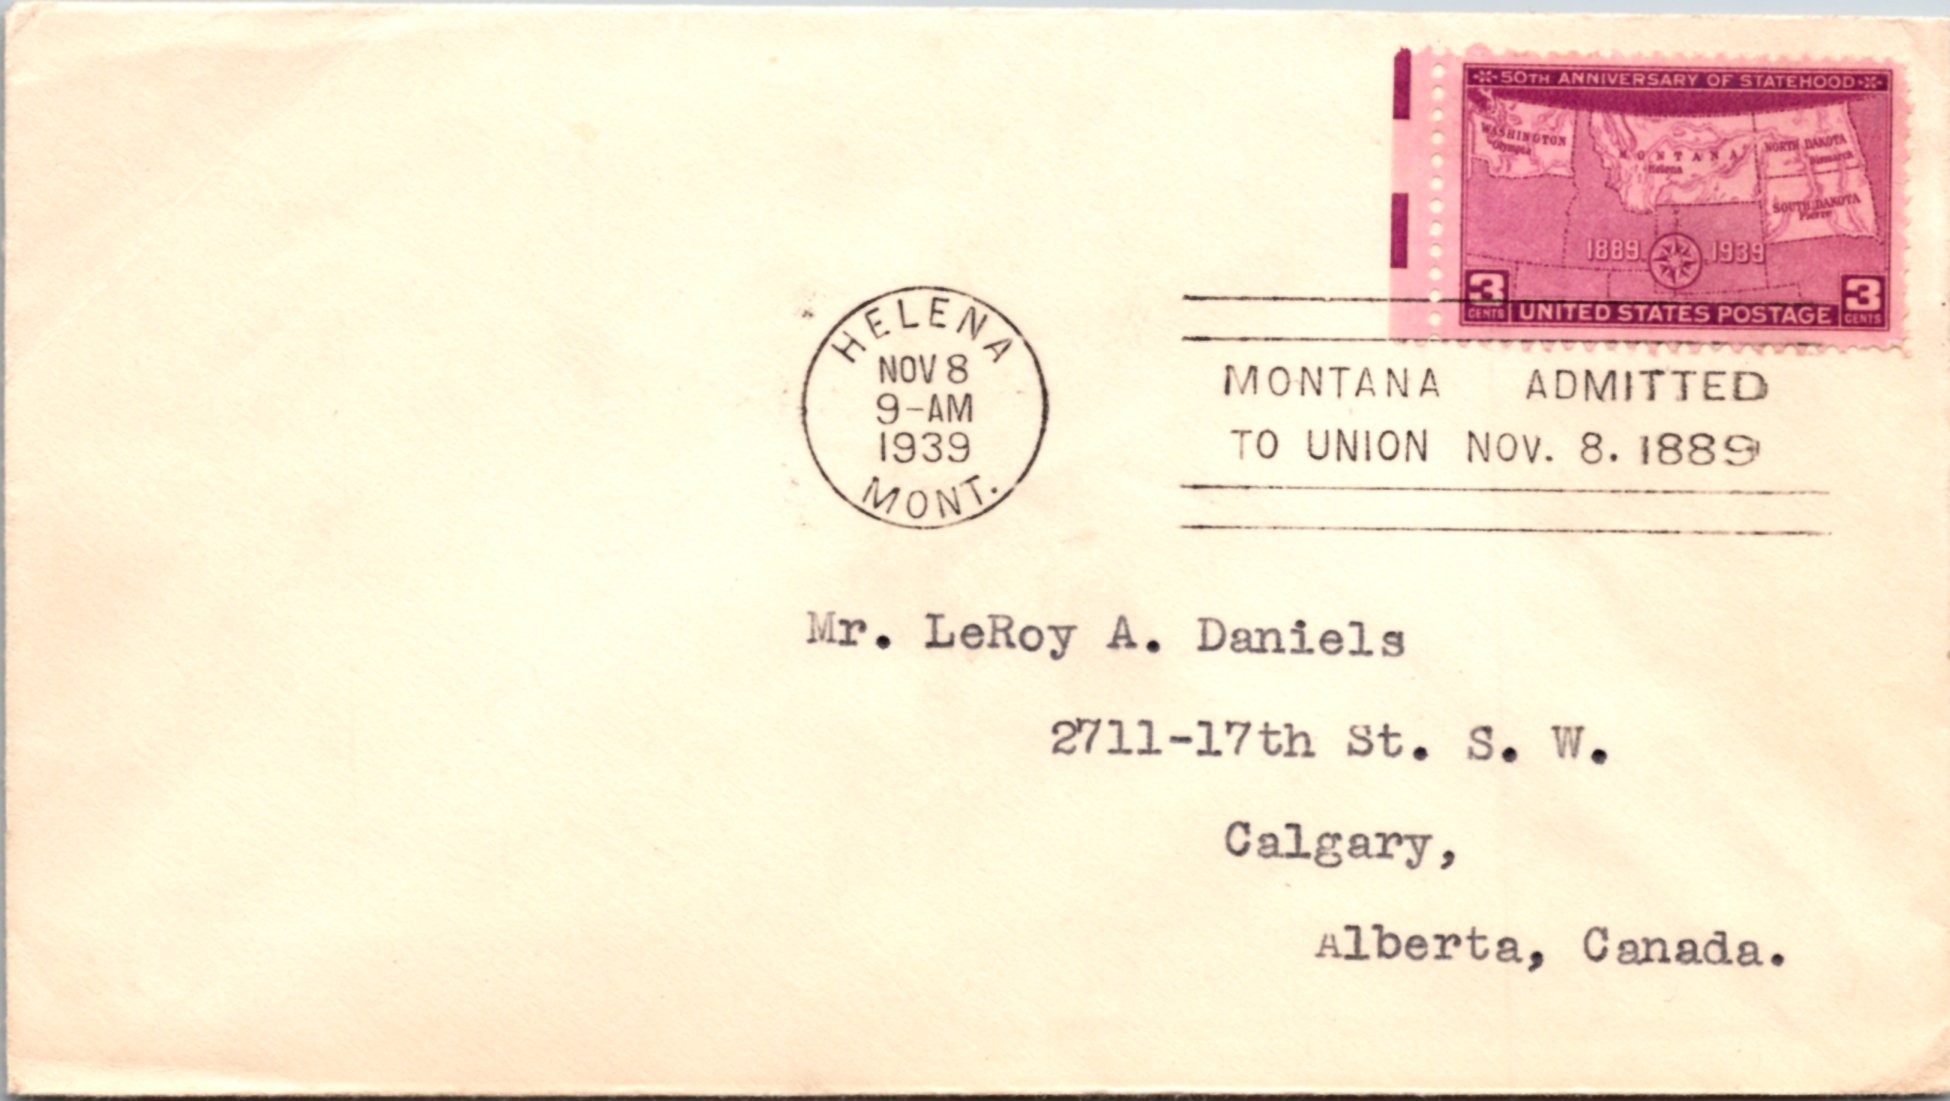 50TH ANNIVERSARY OF STATEHOOD
WASHINGTON
Olympia
MONTANA
Helena
NORTH DAKOTA
Bismarck
SOUTH DAKOTA
Pierre
1889 1939
3 CENTS UNITED STATES POSTAGE 3 CENTS
HELENA
NOV 8
9-AM
1939
MONT.
MONTANA ADMITTED
TO UNION NOV. 8. 1889
Mr. LeRoy A. Daniels
2711-17th St. S. W.
Calgary,
Alberta, Canada.